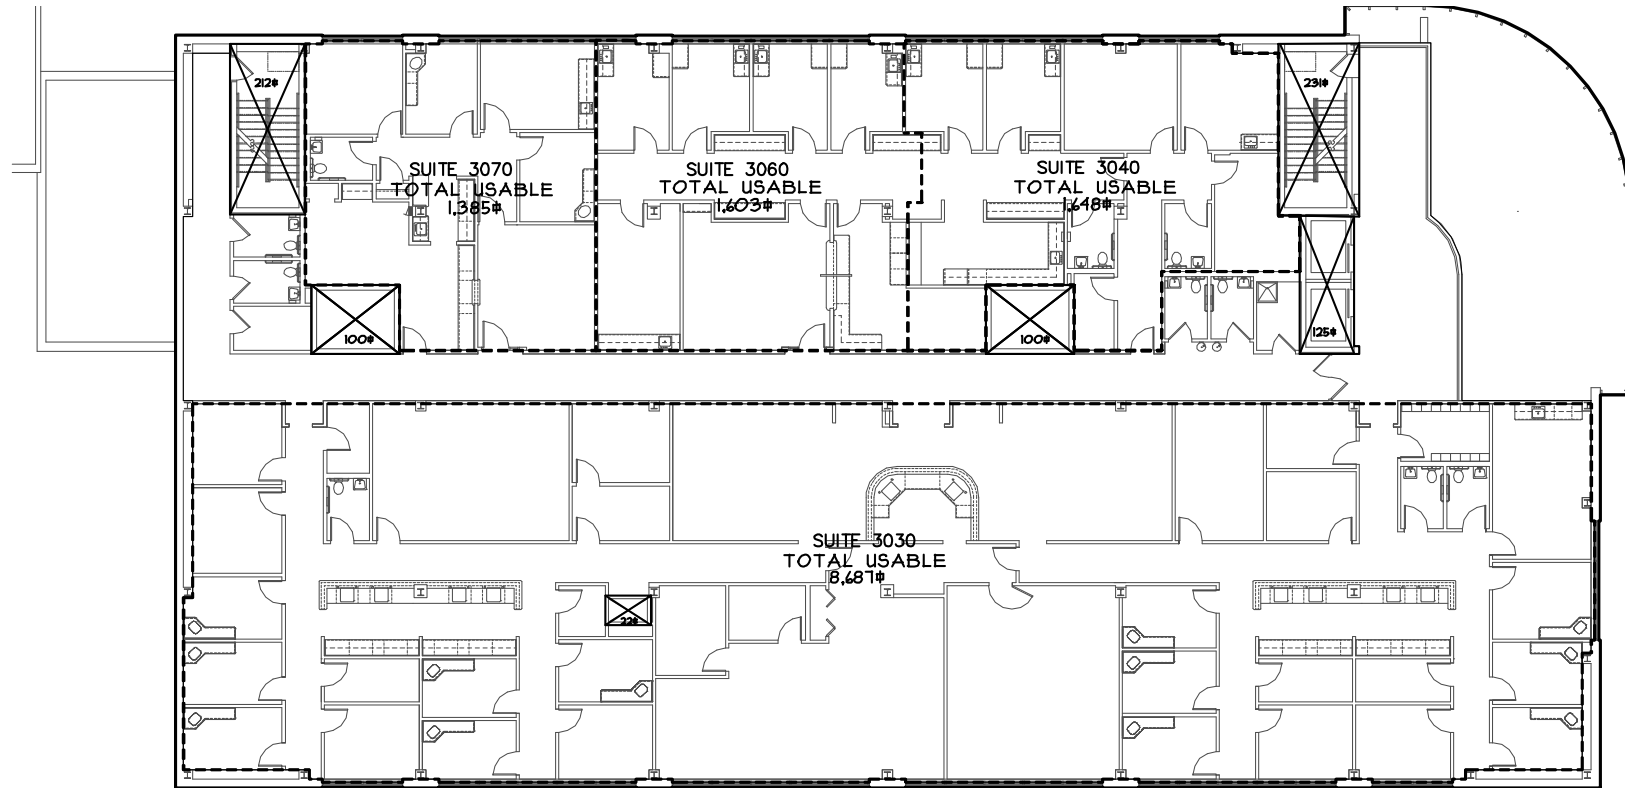 212⏍
231⏍
SUITE 3070
TOTAL USABLE
1,385⏍
SUITE 3060
TOTAL USABLE
1,603⏍
SUITE 3040
TOTAL USABLE
1,648⏍
100⏍
100⏍
125⏍
SUITE 3030
TOTAL USABLE
8,687⏍
22⏍